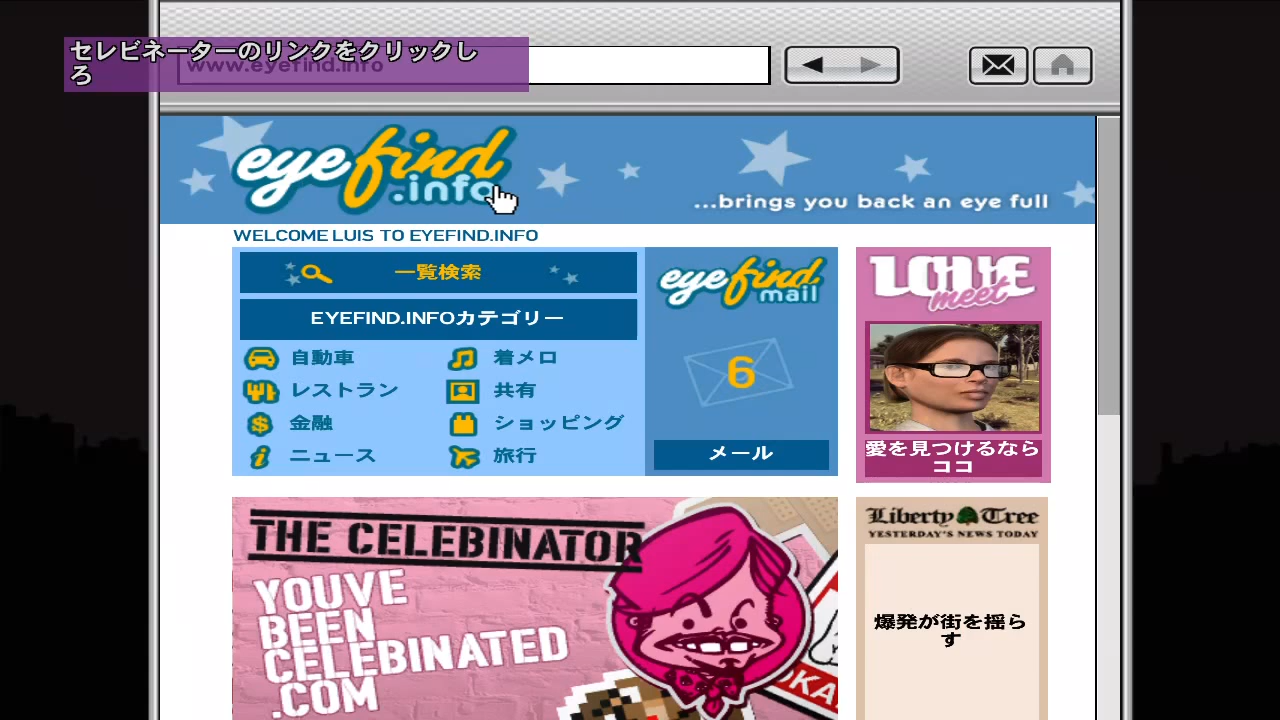 セレビネーターのリンクをクリックし
ろ
www.eyefind.info
eyefind
.info
...brings you back an eye full
WELCOME LUIS TO EYEFIND.INFO
一覧検索
EYEFIND.INFOカテゴリー
自動車
着メロ
レストラン
共有
金融
ショッピング
ニュース
旅行
eyefind
mail
6
メール
LOVE
meet
愛を見つけるなら
ココ
THE CELEBINATOR
YOUVE
BEEN
CELEBINATED
.COM
Liberty Tree
YESTERDAY'S NEWS TODAY
爆発が街を揺ら
す